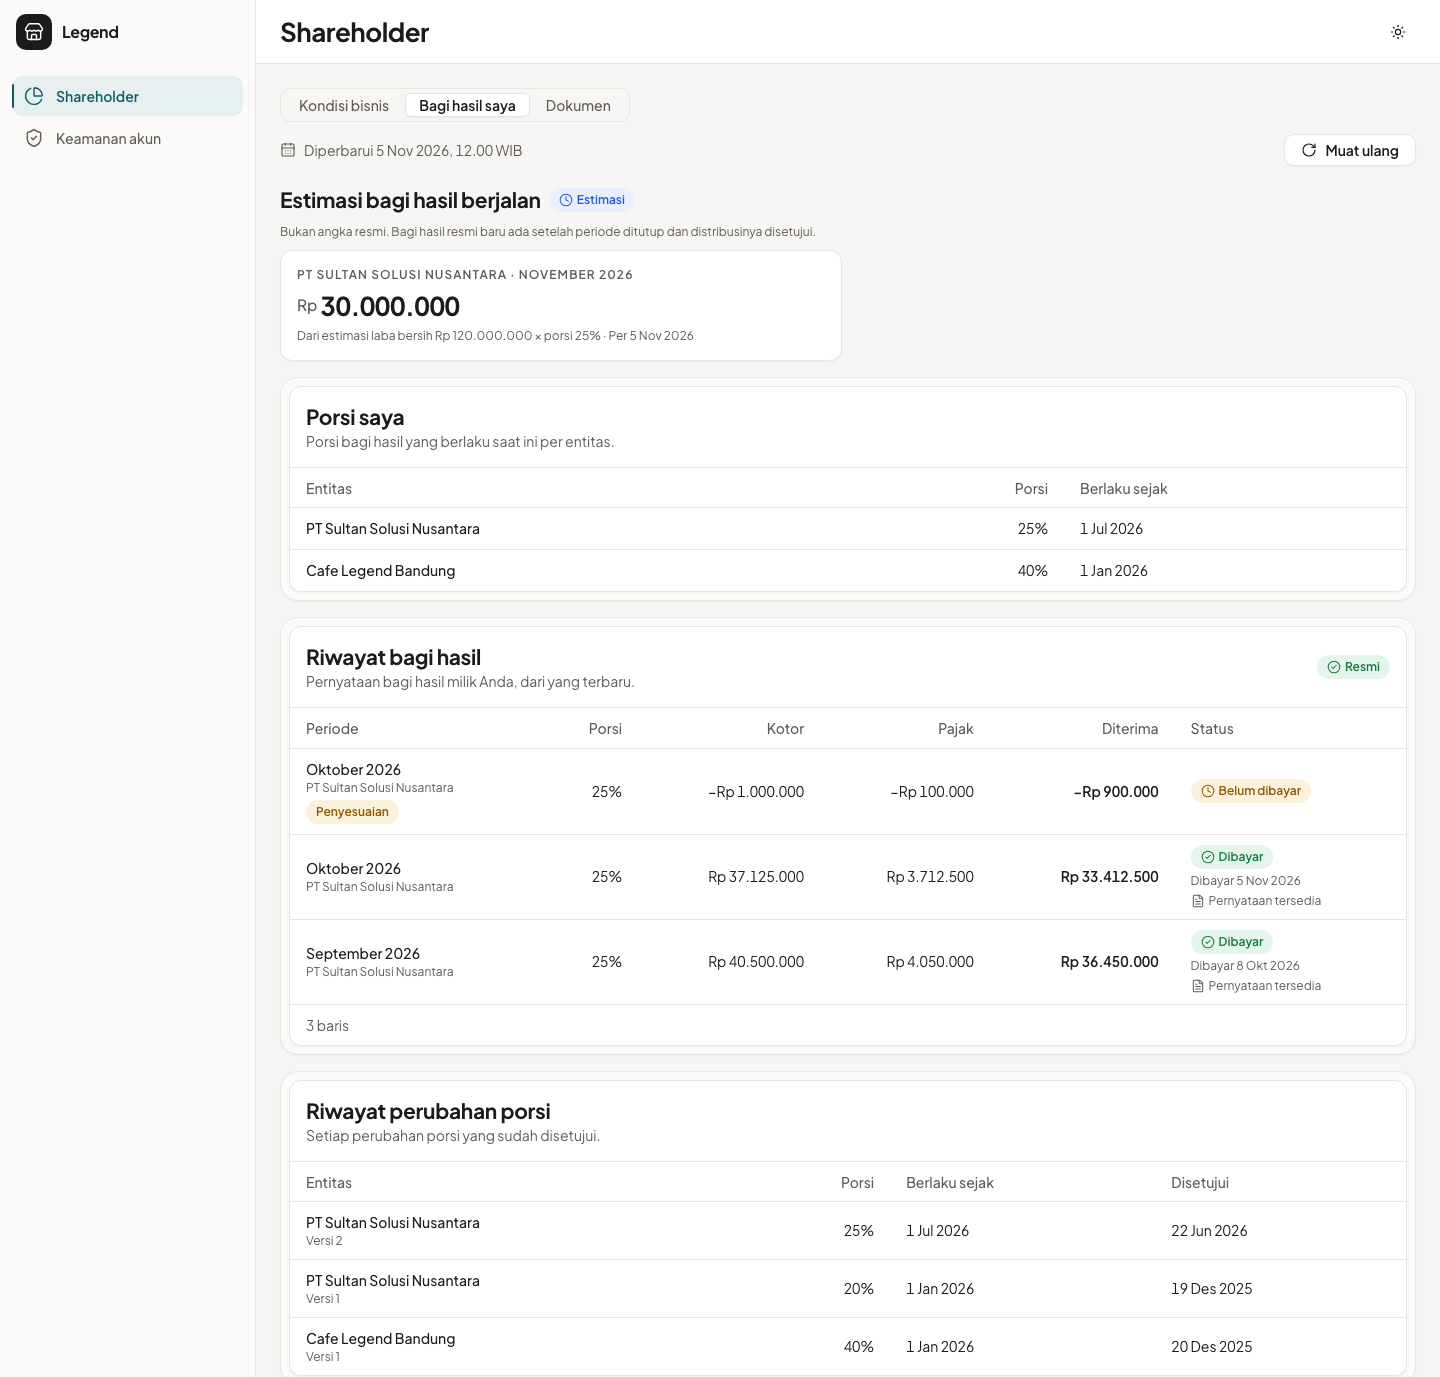 Legend
Shareholder
Shareholder
Keamanan akun
Kondisi bisnis
Bagi hasil saya
Dokumen
Diperbarui 5 Nov 2026, 12.00 WIB
Muat ulang
Estimasi bagi hasil berjalan
Estimasi
Bukan angka resmi. Bagi hasil resmi baru ada setelah periode ditutup dan distribusinya disetujui.
PT SULTAN SOLUSI NUSANTARA · NOVEMBER 2026
Rp 30.000.000
Dari estimasi laba bersih Rp 120.000.000 × porsi 25% · Per 5 Nov 2026
Porsi saya
Porsi bagi hasil yang berlaku saat ini per entitas.
Entitas Porsi Berlaku sejak
PT Sultan Solusi Nusantara 25% 1 Jul 2026
Cafe Legend Bandung 40% 1 Jan 2026
Riwayat bagi hasil
Pernyataan bagi hasil milik Anda, dari yang terbaru.
Resmi
Periode Porsi Kotor Pajak Diterima Status
Oktober 2026
PT Sultan Solusi Nusantara
Penyesuaian
25% −Rp 1.000.000 −Rp 100.000 −Rp 900.000 Belum dibayar
Oktober 2026
PT Sultan Solusi Nusantara
25% Rp 37.125.000 Rp 3.712.500 Rp 33.412.500 Dibayar
Dibayar 5 Nov 2026
Pernyataan tersedia
September 2026
PT Sultan Solusi Nusantara
25% Rp 40.500.000 Rp 4.050.000 Rp 36.450.000 Dibayar
Dibayar 8 Okt 2026
Pernyataan tersedia
3 baris
Riwayat perubahan porsi
Setiap perubahan porsi yang sudah disetujui.
Entitas Porsi Berlaku sejak Disetujui
PT Sultan Solusi Nusantara
Versi 2
25% 1 Jul 2026 22 Jun 2026
PT Sultan Solusi Nusantara
Versi 1
20% 1 Jan 2026 19 Des 2025
Cafe Legend Bandung
Versi 1
40% 1 Jan 2026 20 Des 2025